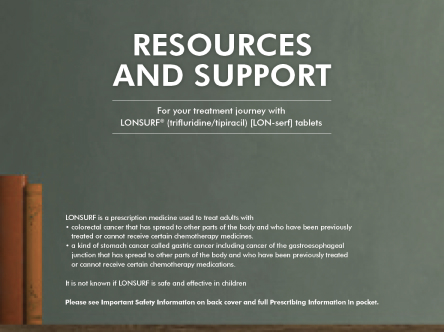 RESOURCES
AND SUPPORT
For your treatment journey with
LONSURF® (trifluridine/tipiracil) [LON-serf] tablets
LONSURF is a prescription medicine used to treat adults with
• colorectal cancer that has spread to other parts of the body and who have been previously
treated or cannot receive certain chemotherapy medicines.
• a kind of stomach cancer called gastric cancer including cancer of the gastroesophageal
junction that has spread to other parts of the body and who have been previously treated
or cannot receive certain chemotherapy medications.
It is not known if LONSURF is safe and effective in children
Please see Important Safety Information on back cover and full Prescribing Information in pocket.